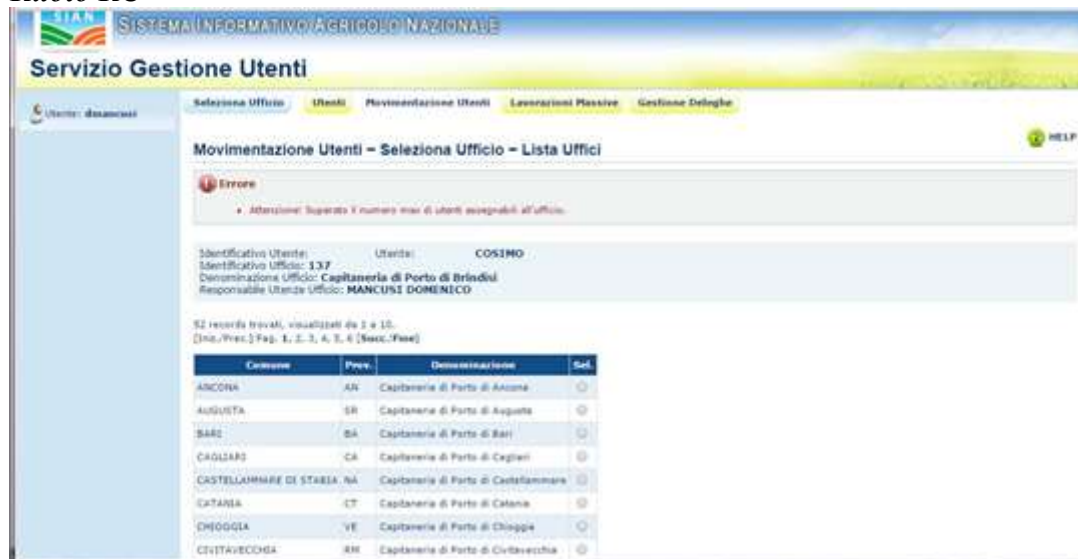 SIAN SISTEMA INFORMATIVO AGRICOLO NAZIONALE
Servizio Gestione Utenti
Utente: dmancusi
Seleziona Ufficio Utenti Movimentazione Utenti Lavorazioni Massive Gestione Deleghe
HELP
Movimentazione Utenti – Seleziona Ufficio – Lista Uffici
Errore
• Attenzione! Superato il numero max di utenti assegnabili all'ufficio.
Identificativo Utente: Utente: COSIMO
Identificativo Ufficio: 137
Denominazione Ufficio: Capitaneria di Porto di Brindisi
Responsabile Utenze Ufficio: MANCUSI DOMENICO
52 records trovati, visualizzati da 1 a 10.
[Iniz./Prec.] Pag. 1, 2, 3, 4, 5, 6 [Succ./Fine]
Comune Prov. Denominazione Sel.
ANCONA AN Capitaneria di Porto di Ancona
AUGUSTA SR Capitaneria di Porto di Augusta
BARI BA Capitaneria di Porto di Bari
CAGLIARI CA Capitaneria di Porto di Cagliari
CASTELLAMMARE DI STABIA NA Capitaneria di Porto di Castellammare
CATANIA CT Capitaneria di Porto di Catania
CHIOGGIA VE Capitaneria di Porto di Chioggia
CIVITAVECCHIA RM Capitaneria di Porto di Civitavecchia